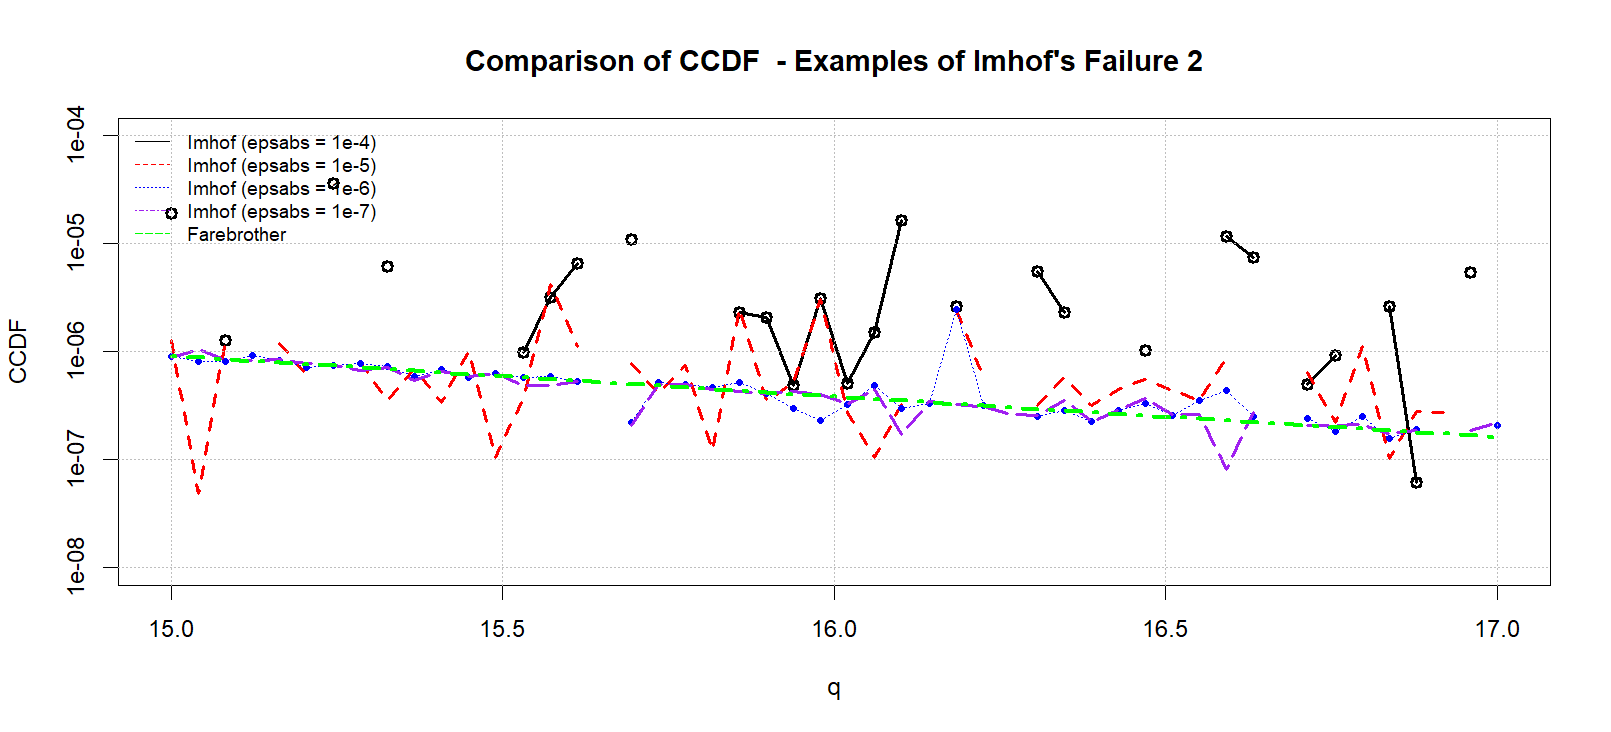 Comparison of CCDF  - Examples of Imhof's Failure 2
CCDF
1e-04
1e-05
1e-06
1e-07
1e-08
Imhof (epsabs = 1e-4)
Imhof (epsabs = 1e-5)
Imhof (epsabs = 1e-6)
Imhof (epsabs = 1e-7)
Farebrother
15.0 15.5 16.0 16.5 17.0
q